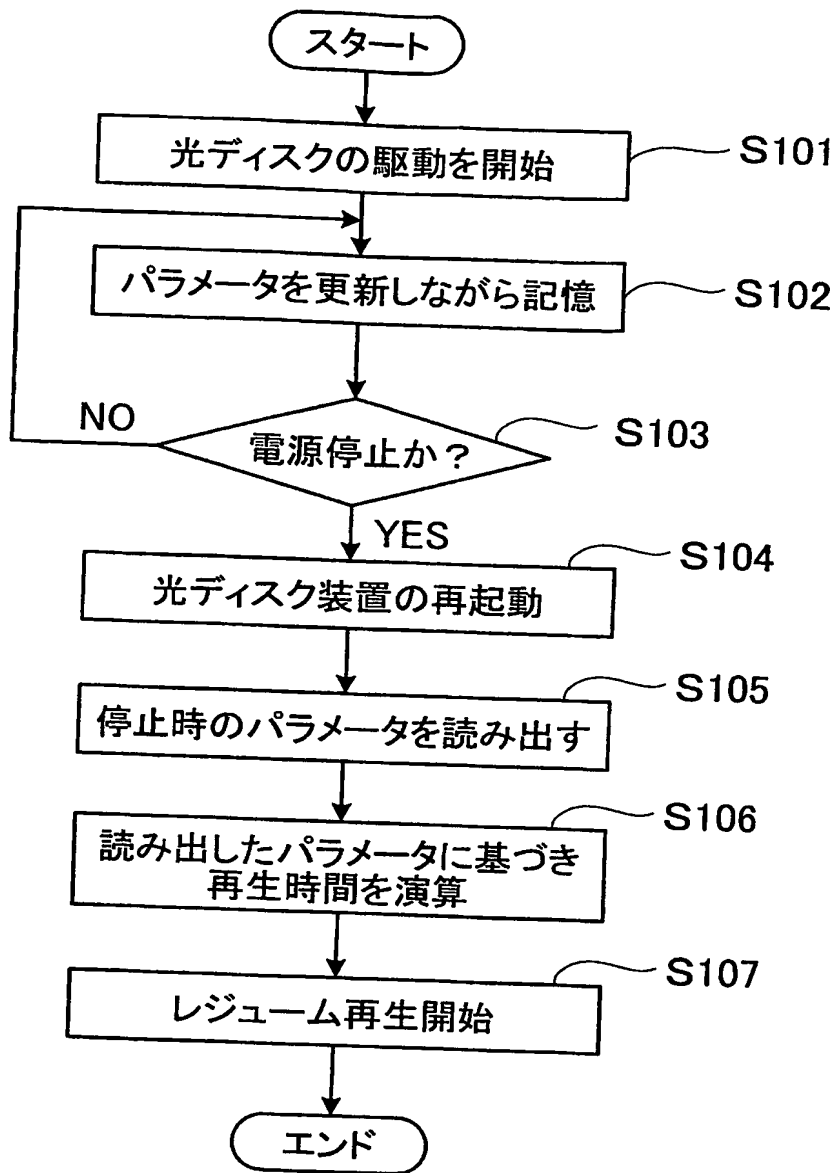 スタート
光ディスクの駆動を開始
S101
パラメータを更新しながら記憶
S102
NO
電源停止か?
S103
YES
光ディスク装置の再起動
S104
停止時のパラメータを読み出す
S105
読み出したパラメータに基づき
再生時間を演算
S106
レジューム再生開始
S107
エンド